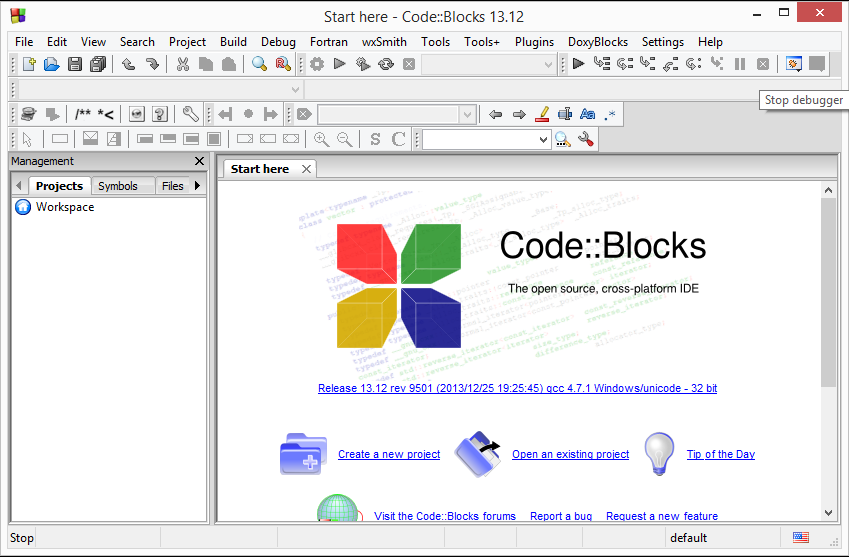 Start here - Code::Blocks 13.12
File Edit View Search Project Build Debug Fortran wxSmith Tools Tools+ Plugins DoxyBlocks Settings Help
Stop debugger
/** *<
Aa .*
S C
Management
Projects Symbols Files
Workspace
Start here
Code::Blocks
The open source, cross-platform IDE
Release 13.12 rev 9501 (2013/12/25 19:25:45) gcc 4.7.1 Windows/unicode - 32 bit
Create a new project Open an existing project Tip of the Day
Visit the Code::Blocks forums Report a bug Request a new feature
Stop default